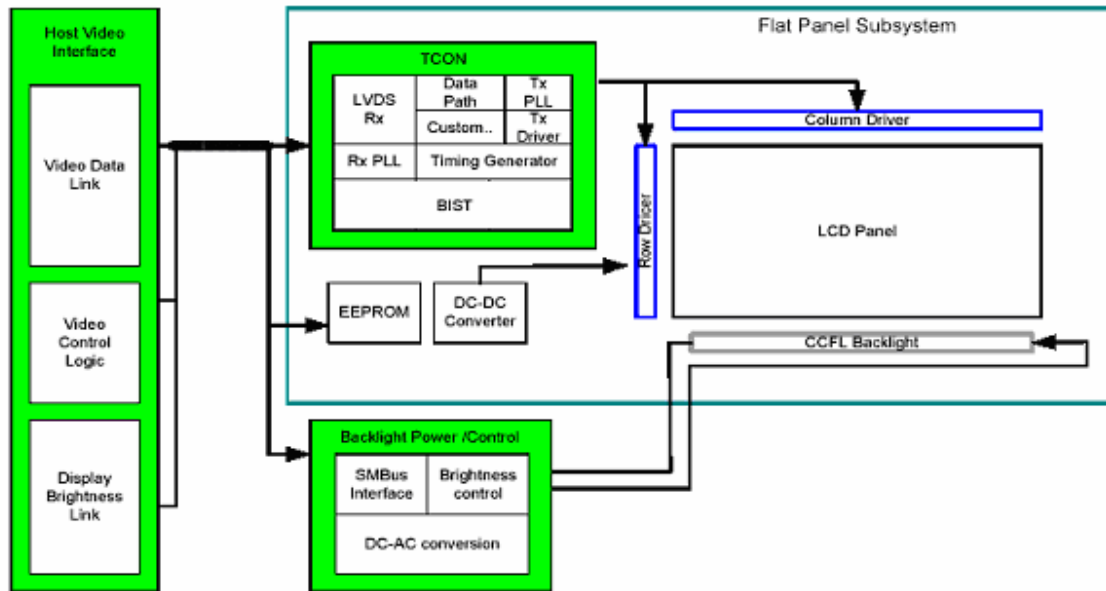 Flat Panel Subsystem
Host Video
Interface
Video Data
Link
Video
Control
Logic
Display
Brightness
Link
TCON
LVDS
Rx
Data
Path
Tx
PLL
Custom..
Tx
Driver
Rx PLL
Timing Generator
BIST
EEPROM
DC-DC
Converter
Row Dricer
Column Driver
LCD Panel
CCFL Backlight
Backlight Power /Control
SMBus
Interface
Brightness
control
DC-AC conversion